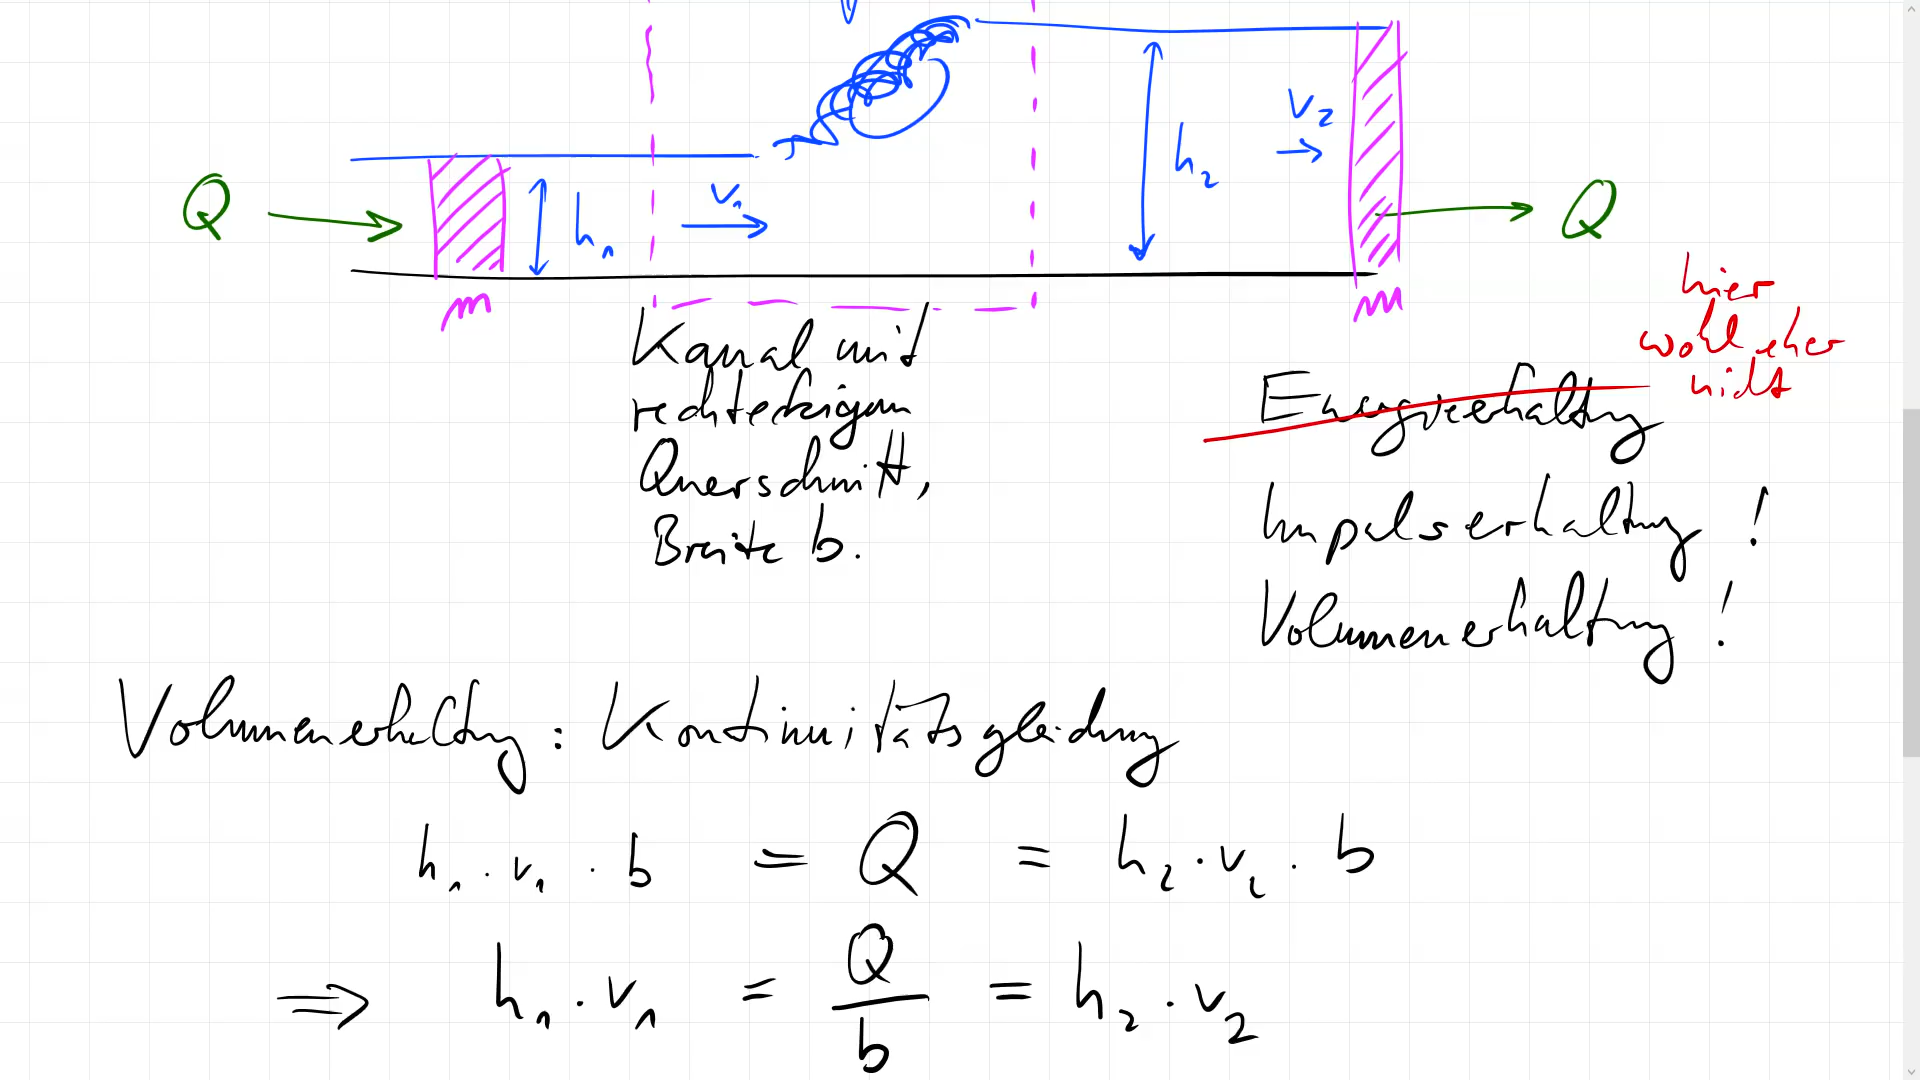 v₂
h₂
Q
h₁
v₁
Q
m
m
Kanal mit
rechteckigem
Querschnitt,
Breite b.
hier
wohl eher
nicht
Energieerhaltung
Impulserhaltung !
Volumenerhaltung !
Volumenerhaltung : Kontinuitätsgleichung
h₁ · v₁ · b = Q = h₂ · v₂ · b
⇒ h₁ · v₁ = Q/b = h₂ · v₂